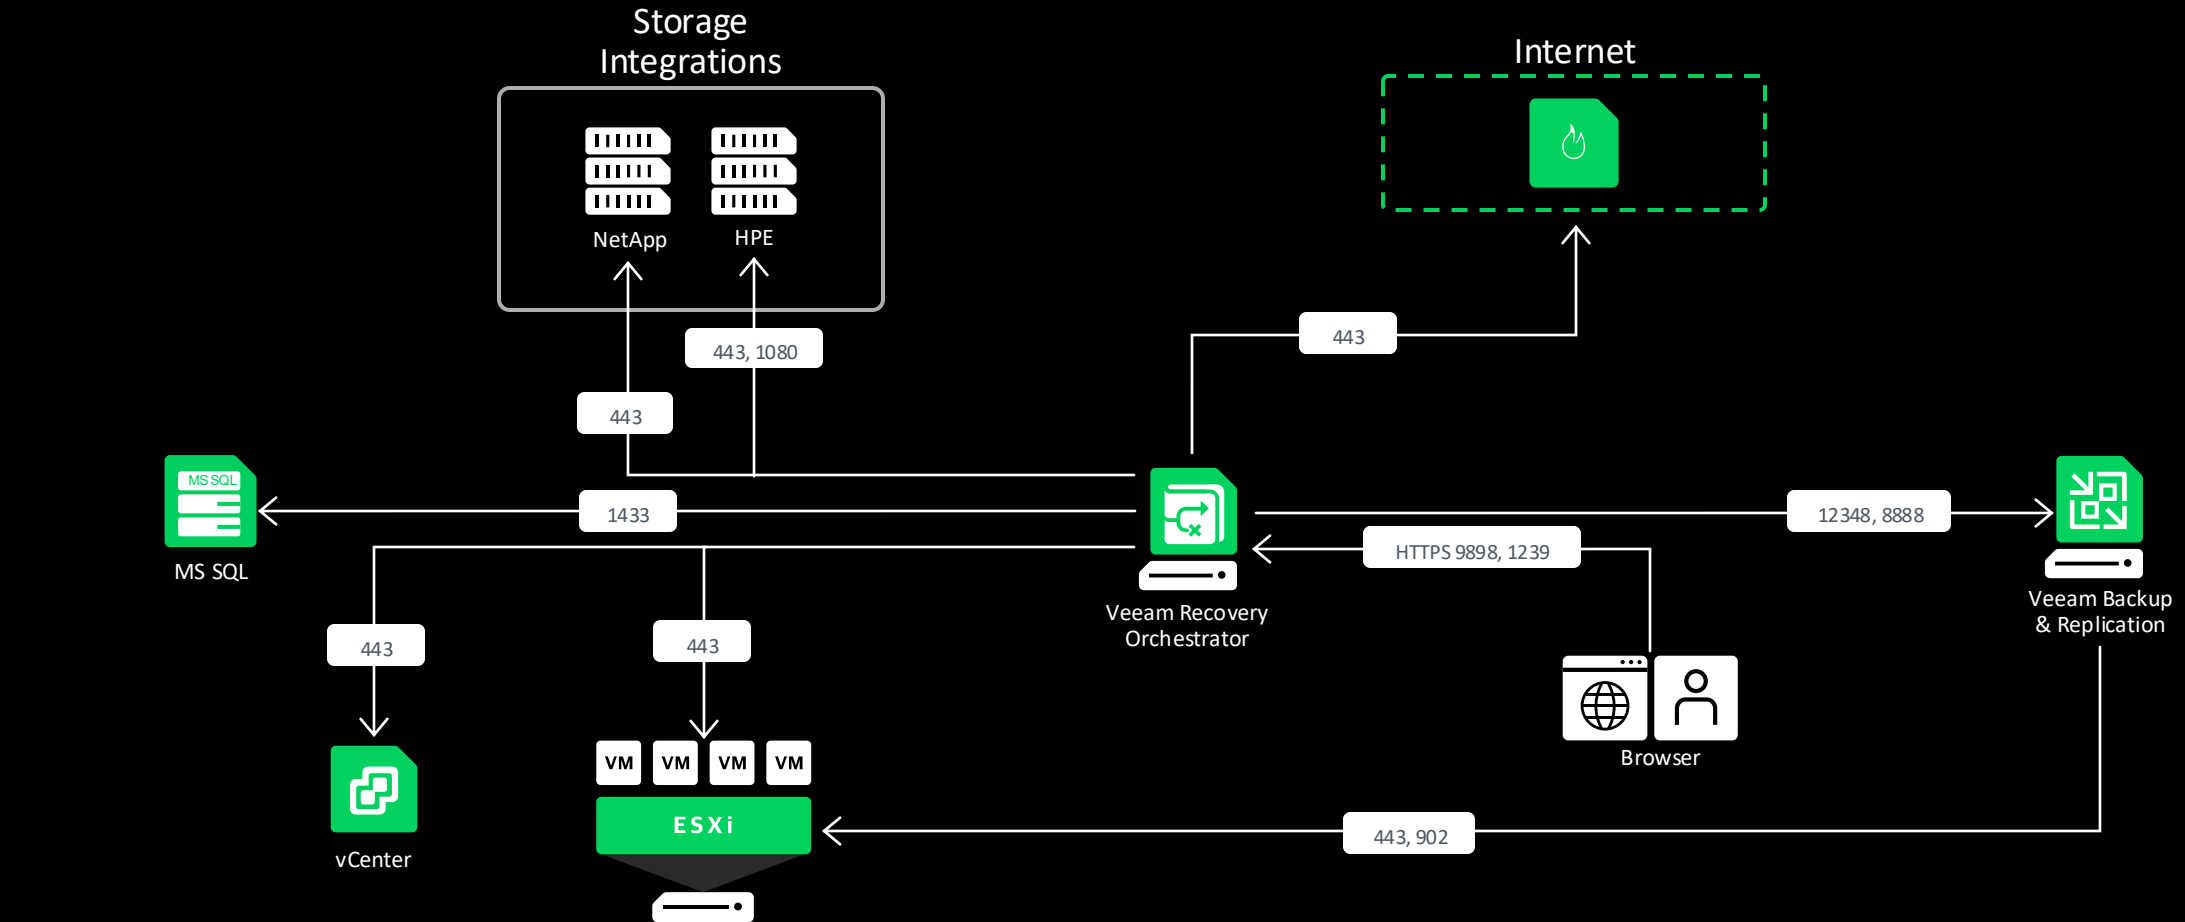 Storage
Integrations
Internet
NetApp
HPE
443, 1080
443
443
MS SQL
MS SQL
1433
12348, 8888
HTTPS 9898, 1239
Veeam Recovery
Orchestrator
Veeam Backup
& Replication
443
443
VM VM VM VM
Browser
ESXi
443, 902
vCenter